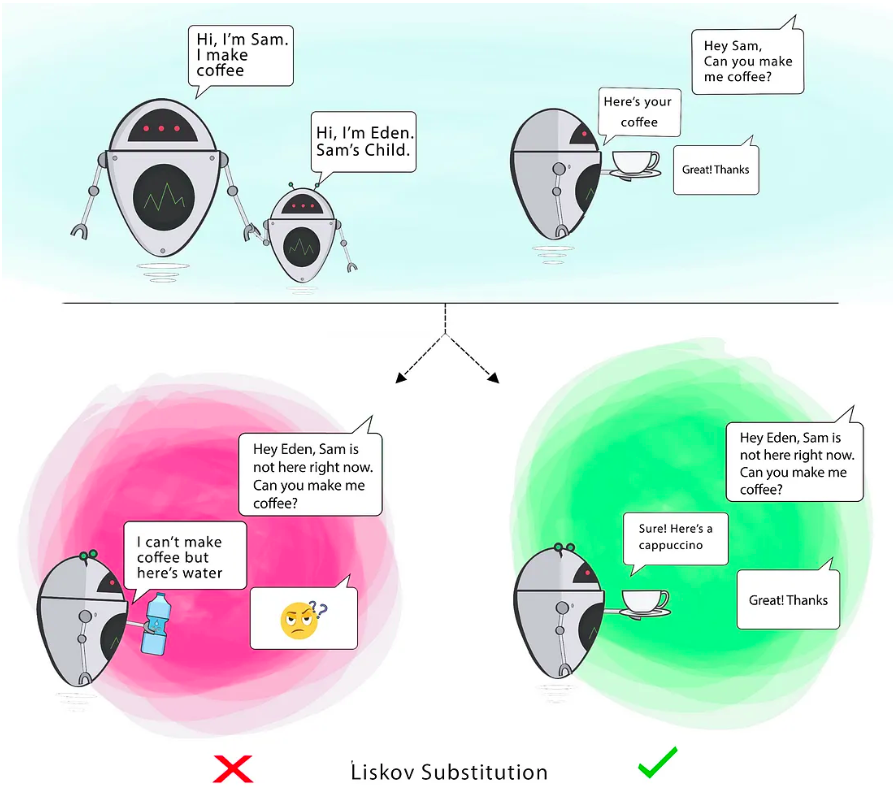 Hi, I'm Sam.
I make
coffee
Hi, I'm Eden.
Sam's Child.
Hey Sam,
Can you make
me coffee?
Here's your
coffee
Great! Thanks
Hey Eden, Sam is
not here right now.
Can you make me
coffee?
I can't make
coffee but
here's water
??
Hey Eden, Sam is
not here right now.
Can you make me
coffee?
Sure! Here's a
cappuccino
Great! Thanks
Liskov Substitution